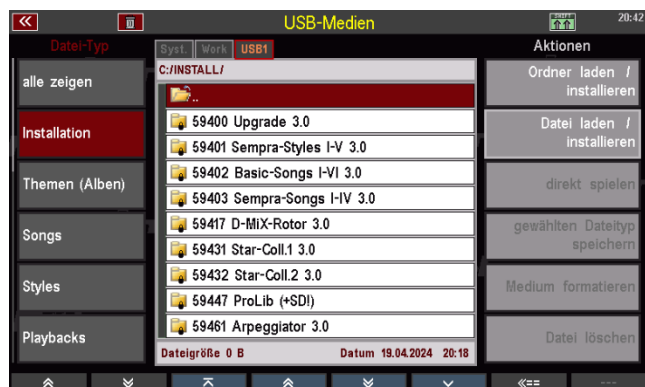 USB-Medien
SHIFT
20:42
Datei-Typ
Syst. Work USB1
Aktionen
alle zeigen
Installation
Themen (Alben)
Songs
Styles
Playbacks
C:/INSTALL/
..
59400 Upgrade 3.0
59401 Sempra-Styles I-V 3.0
59402 Basic-Songs I-VI 3.0
59403 Sempra-Songs I-IV 3.0
59417 D-MiX-Rotor 3.0
59431 Star-Coll.1 3.0
59432 Star-Coll.2 3.0
59447 ProLib (+SD!)
59461 Arpeggiator 3.0
Dateigröße 0 B Datum 19.04.2024 20:18
Ordner laden /
installieren
Datei laden /
installieren
direkt spielen
gewählten Dateityp
speichern
Medium formatieren
Datei löschen
«==
---